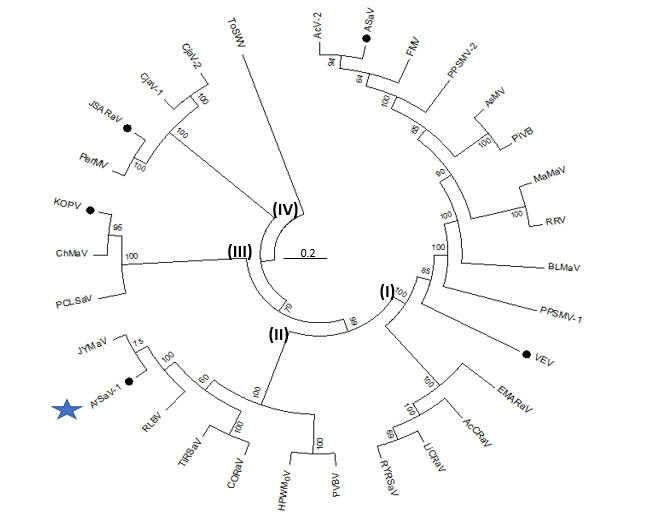 ToSWV
AcV-2
ASaV
FMV
PPSMV-2
AsMV
PiVB
MaMaV
RRV
BLMaV
PPSMV-1
VEV
EMARaV
AcCRaV
LiCRaV
RYRSaV
PVBV
HPWMoV
CORaV
TiRSaV
RLBV
ArSaV-1
JYMaV
PCLSaV
ChMaV
KOPV
PerMV
JSARaV
CjaV-1
CjaV-2
94
64
100
65
100
90
100
100
100
85
100
100
100
69
99
79
100
100
100
60
100
75
100
95
100
100
100
(I)
(II)
(III)
(IV)
0.2